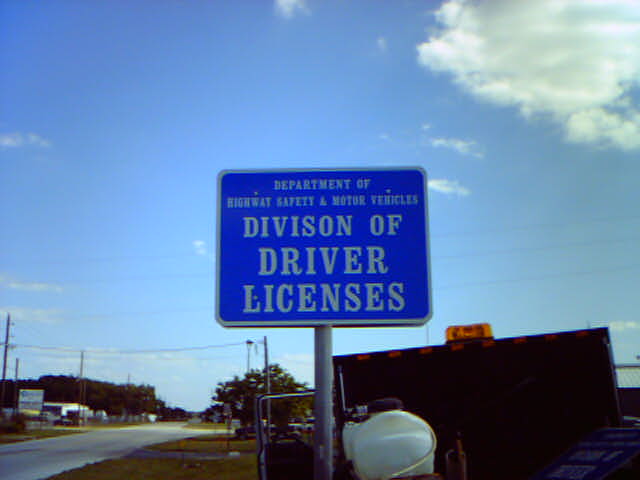 DEPARTMENT OF
HIGHWAY SAFETY & MOTOR VEHICLES
DIVISON OF
DRIVER
LICENSES